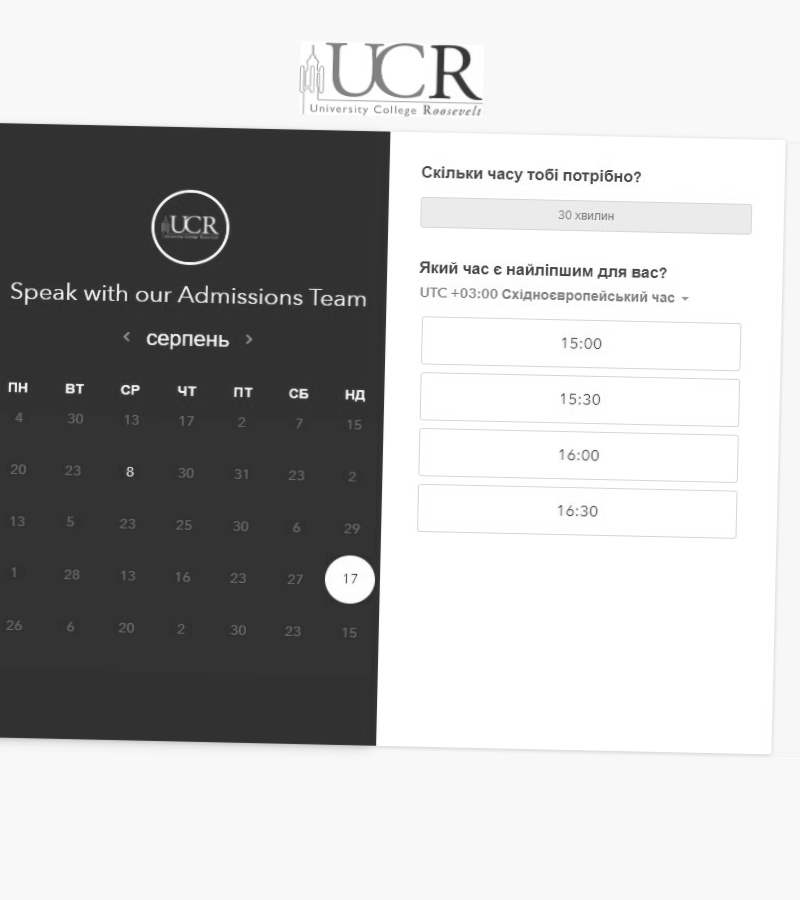 UCR
University College Roosevelt
UCR
Speak with our Admissions Team
серпень
ПН ВТ СР ЧТ ПТ СБ НД
4 30 13 17 2 7 15
20 23 8 30 31 23 2
13 5 23 25 30 6 29
1 28 13 16 23 27 17
26 6 20 2 30 23 15
Скільки часу тобі потрібно?
30 хвилин
Який час є найліпшим для вас?
UTC +03:00 Східноєвропейський час
15:00
15:30
16:00
16:30